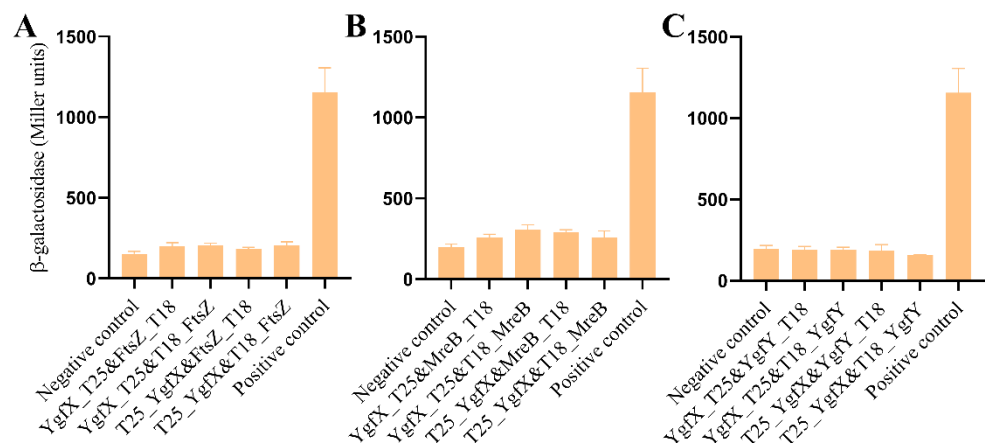 A
β-galactosidase (Miller units)
1500
1000
500
0
Negative control
YgfX_T25&FtsZ_T18
YgfX_T25&T18_FtsZ
T25_YgfX&FtsZ_T18
T25_YgfX&T18_FtsZ
Positive control
B
1500
1000
500
0
Negative control
YgfX_T25&MreB_T18
YgfX_T25&T18_MreB
T25_YgfX&MreB_T18
T25_YgfX&T18_MreB
Positive control
C
1500
1000
500
0
Negative control
YgfX_T25&YgfY_T18
YgfX_T25&T18_YgfY
T25_YgfX&YgfY_T18
T25_YgfX&T18_YgfY
Positive control